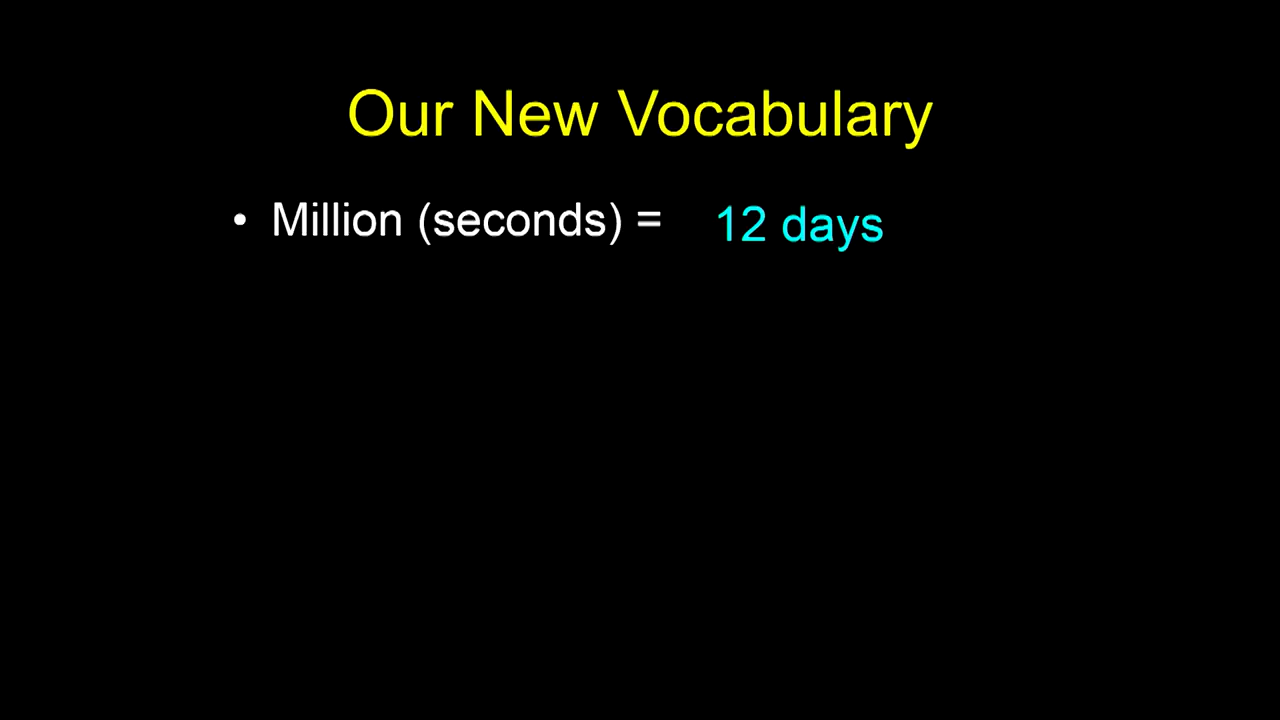 Our New Vocabulary
• Million (seconds) = 12 days